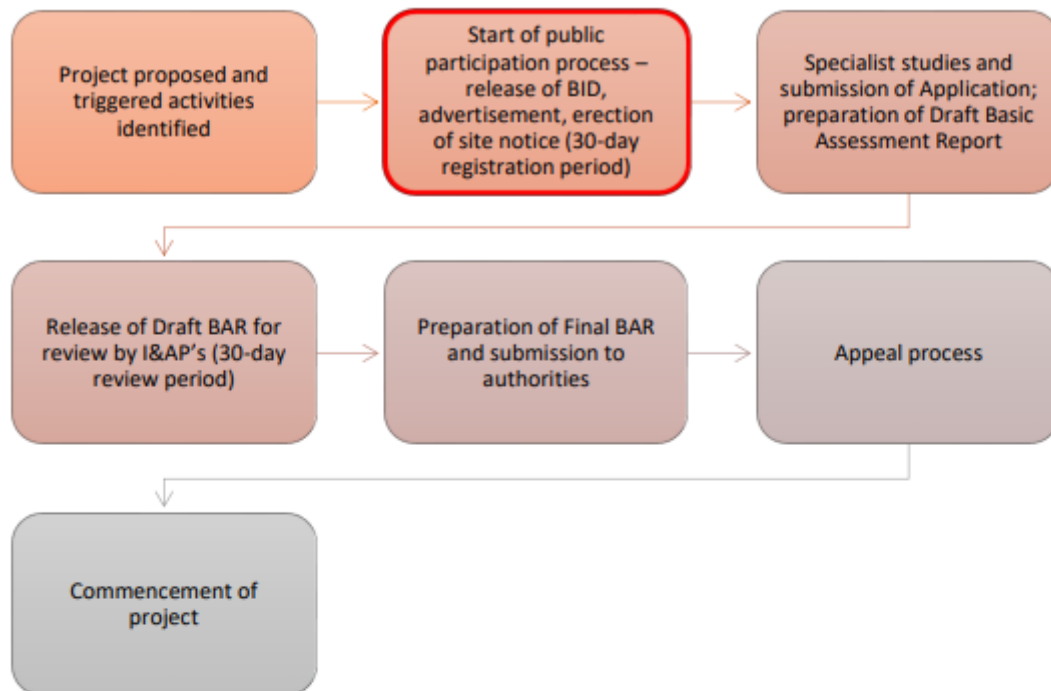 Project proposed and
triggered activities
identified
Start of public
participation process –
release of BID,
advertisement, erection
of site notice (30-day
registration period)
Specialist studies and
submission of Application;
preparation of Draft Basic
Assessment Report
Release of Draft BAR for
review by I&AP's (30-day
review period)
Preparation of Final BAR
and submission to
authorities
Appeal process
Commencement of
project